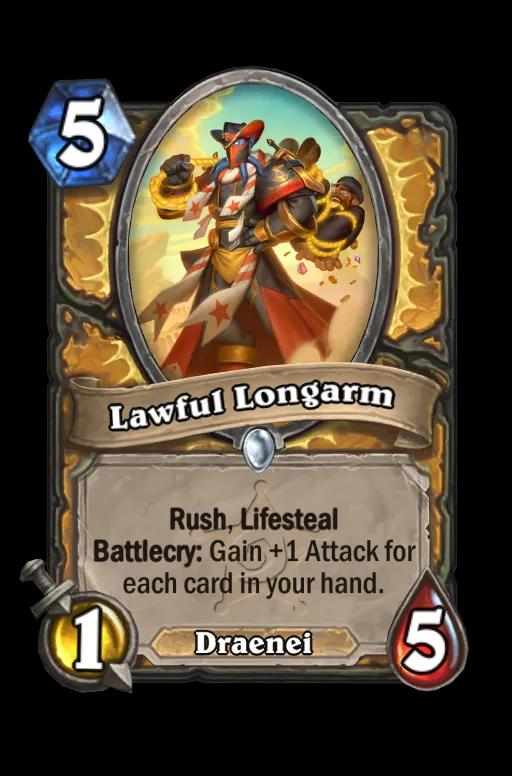 5
Lawful Longarm
Rush, Lifesteal
Battlecry: Gain +1 Attack for
each card in your hand.
1
Draenei
5